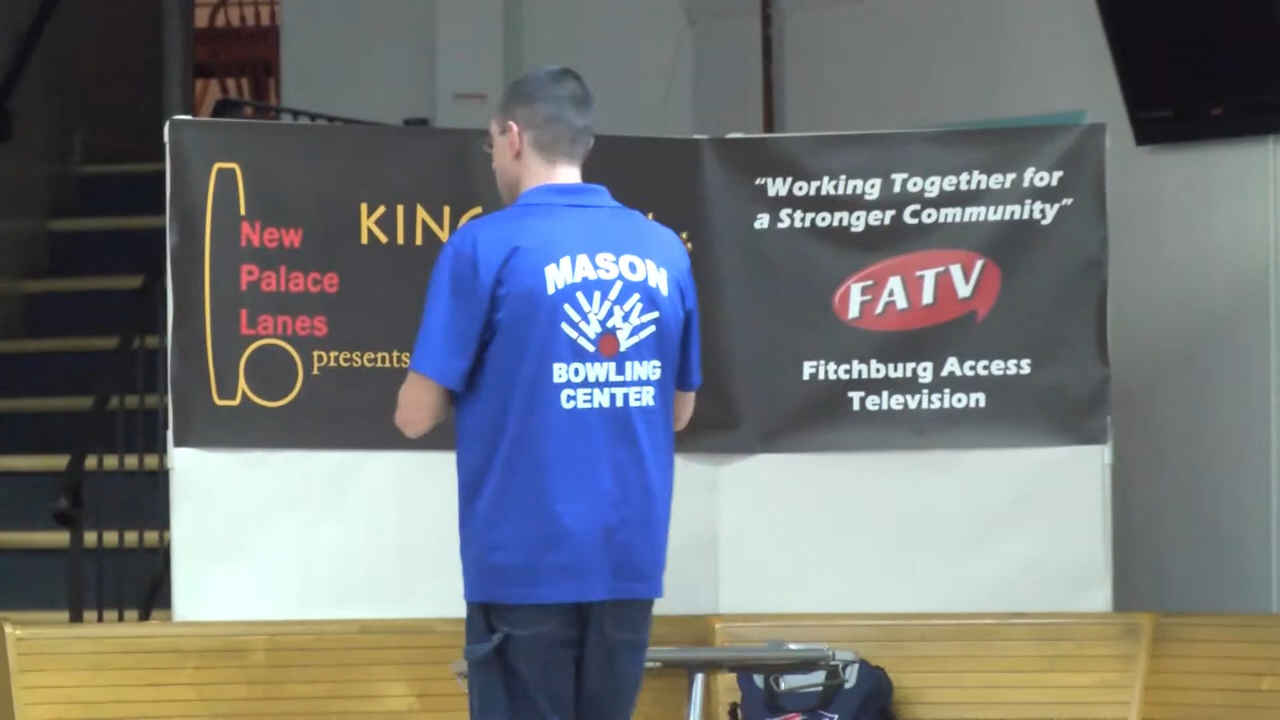 New
Palace
Lanes
presents
KING
"Working Together for
a Stronger Community"
FATV
Fitchburg Access
Television
MASON
BOWLING
CENTER